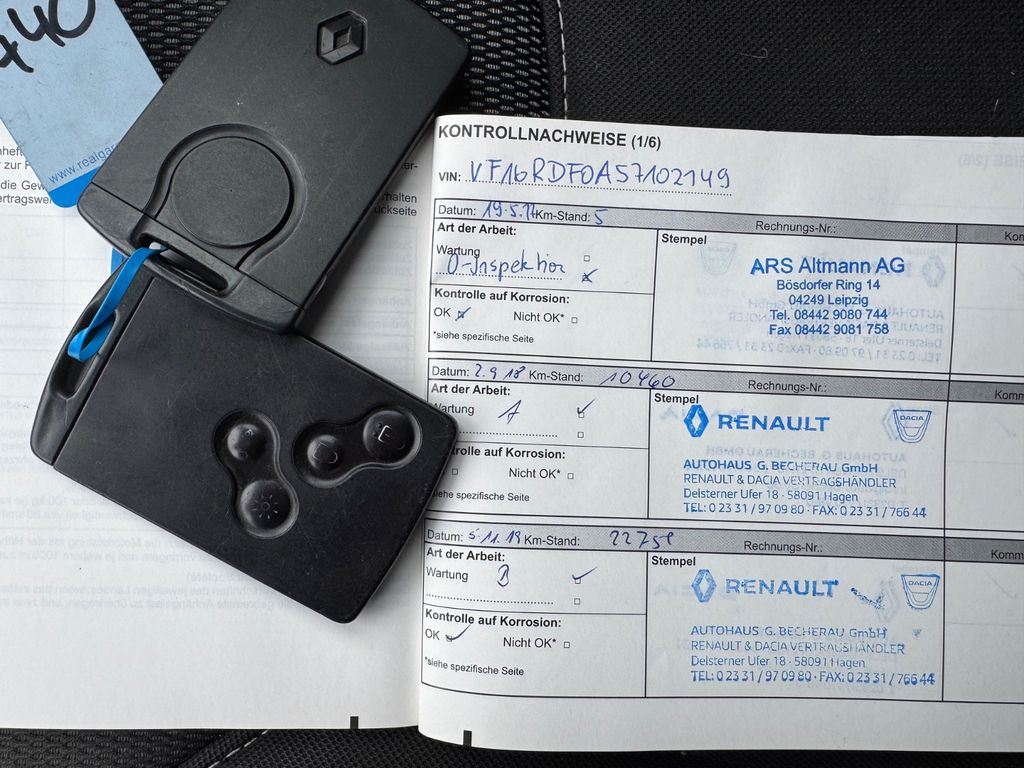 440
www.realgar
KONTROLLNACHWEISE (1/6)
VIN: VF16RDF0A57102149
Datum: 19.5.17 Km-Stand: 5
Rechnungs-Nr.:
Art der Arbeit:
Wartung
O-Inspektion
Kontrolle auf Korrosion:
OK Nicht OK*
*siehe spezifische Seite
Stempel
ARS Altmann AG
Bösdorfer Ring 14
04249 Leipzig
Tel. 08442 9080 744
Fax 08442 9081 758
Datum: 2.9.18 Km-Stand: 10460
Rechnungs-Nr.:
Art der Arbeit:
Wartung A
trolle auf Korrosion:
Nicht OK*
siehe spezifische Seite
Stempel
RENAULT
DACIA
AUTOHAUS G. BECHERAU GmbH
RENAULT & DACIA VERTRAGSHÄNDLER
Delsterner Ufer 18 · 58091 Hagen
TEL: 0 23 31 / 97 09 80 · FAX: 0 23 31 / 766 44
Datum: 5.11.19 Km-Stand:
Rechnungs-Nr.:
Art der Arbeit:
Wartung B
Kontrolle auf Korrosion:
OK Nicht OK*
*siehe spezifische Seite
Stempel
RENAULT
DACIA
AUTOHAUS G. BECHERAU GmbH
RENAULT & DACIA VERTRAGSHÄNDLER
Delsterner Ufer 18 · 58091 Hagen
TEL: 0 23 31 / 97 09 80 · FAX: 0 23 31 / 766 44